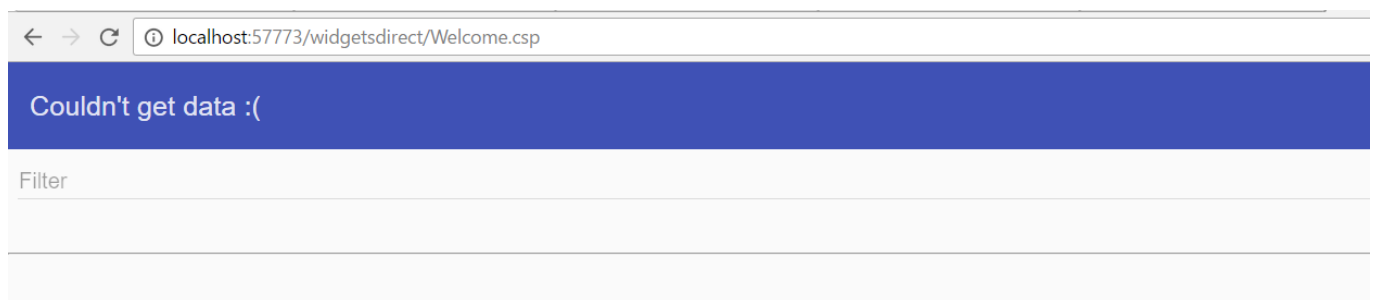 localhost:57773/widgetsdirect/Welcome.csp
Couldn't get data :(
Filter